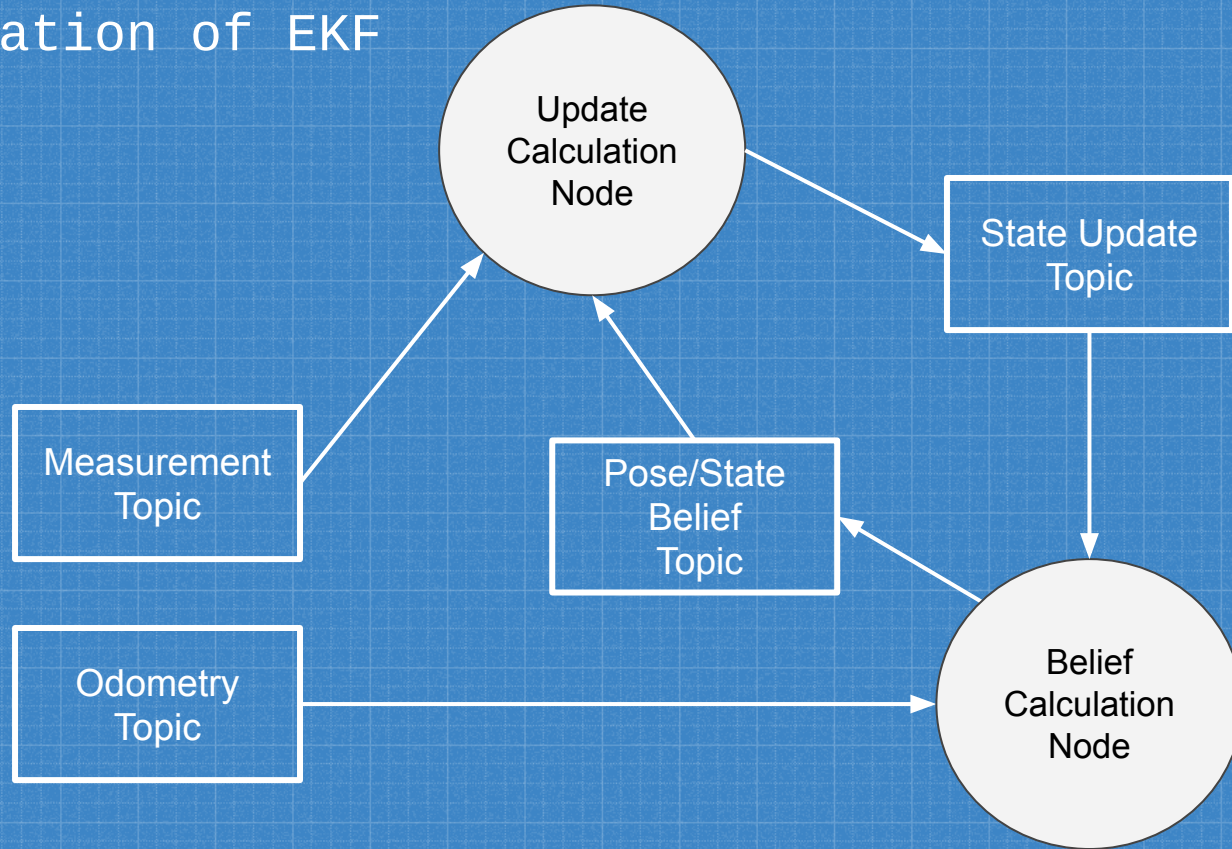 ation of EKF
Update
Calculation
Node
State Update
Topic
Measurement
Topic
Pose/State
Belief
Topic
Odometry
Topic
Belief
Calculation
Node